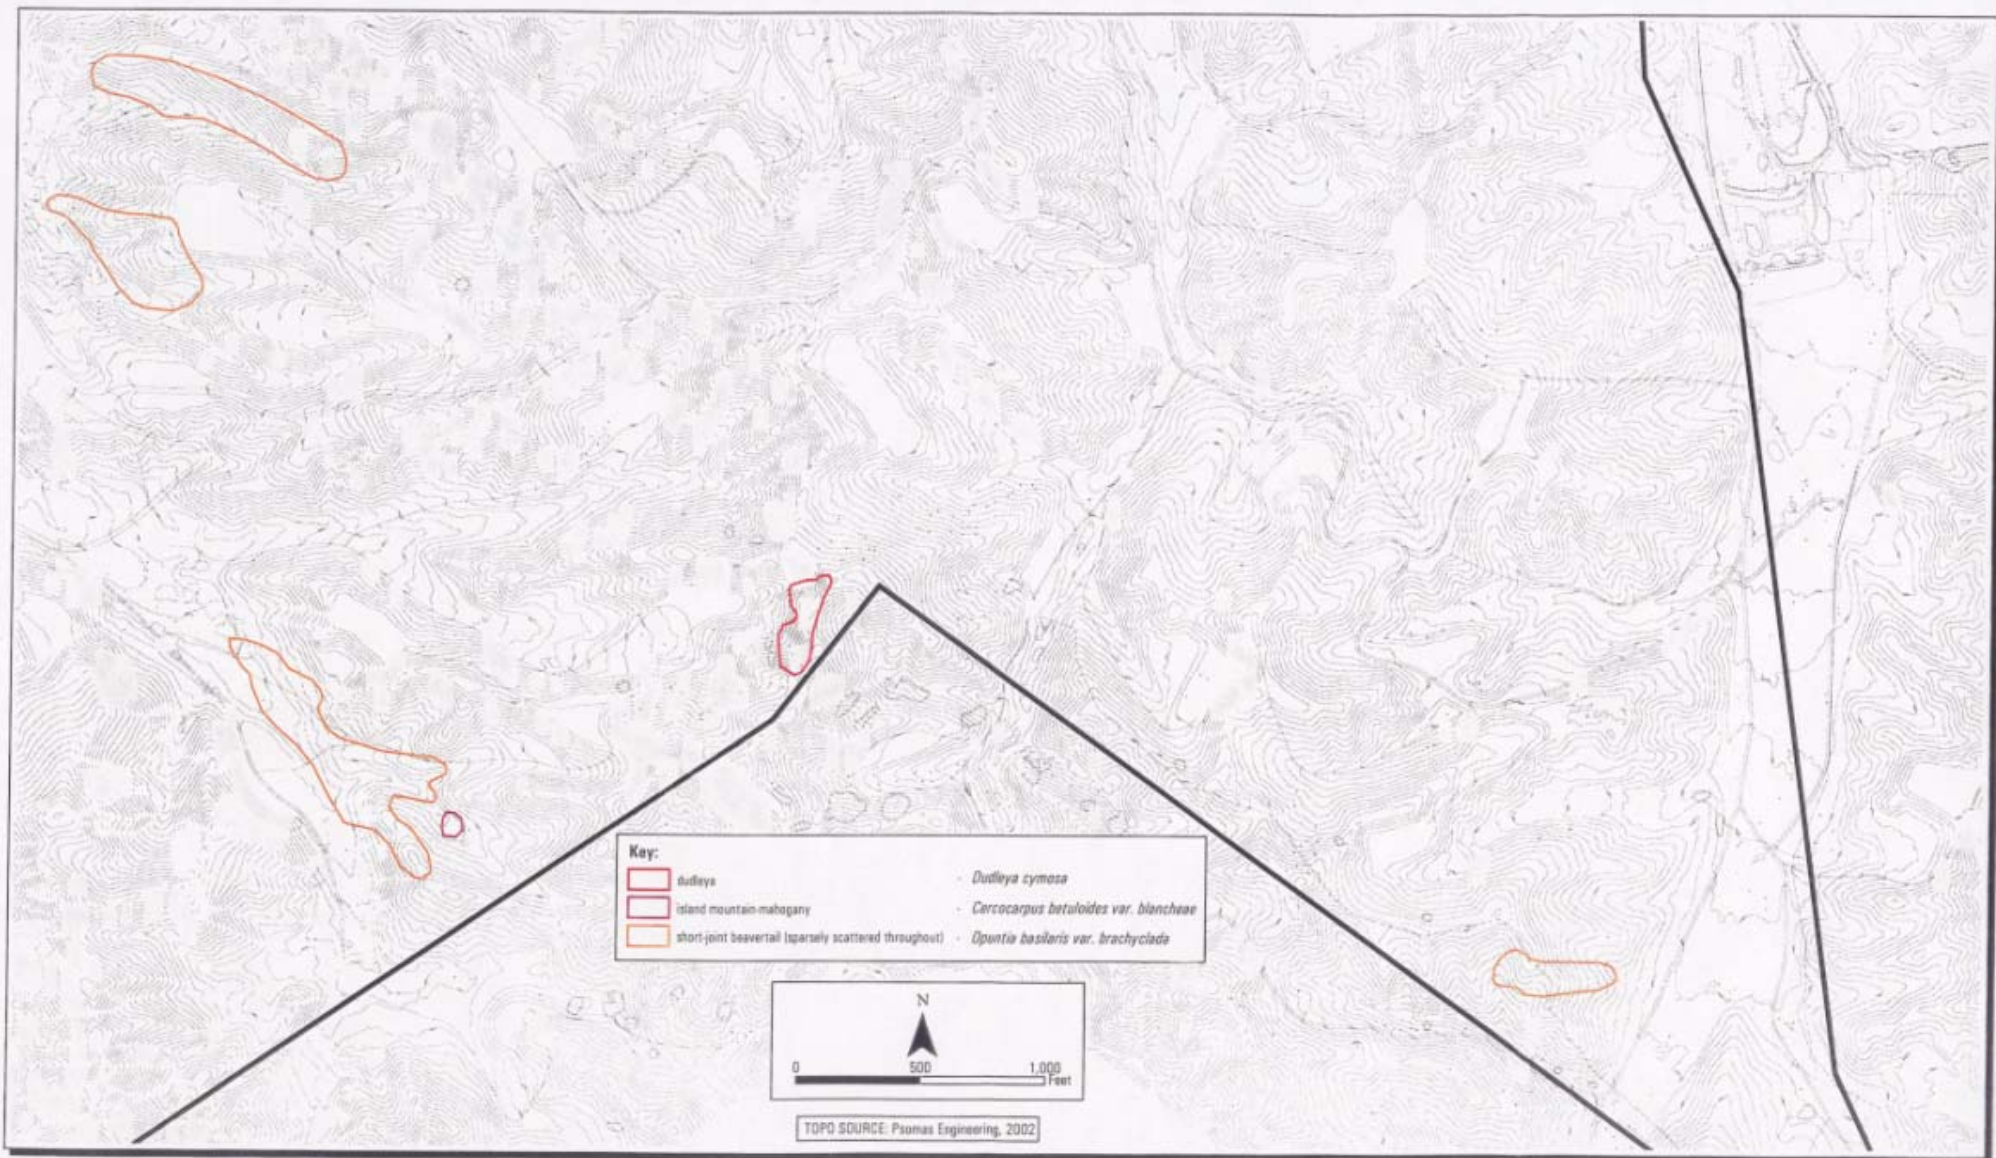 Key:
dudleya - Dudleya cymosa
island mountain-mahogany - Cercocarpus betuloides var. blancheae
short-joint beavertail (sparsely scattered throughout) - Opuntia basilaris var. brachyclada
N
0 500 1,000
Feet
TOPO SOURCE: Psomas Engineering, 2002